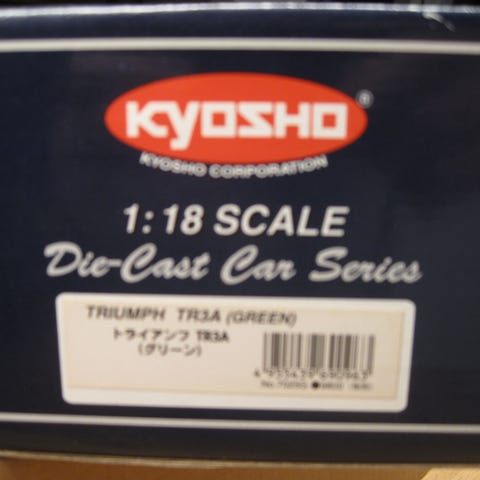 KYOSHO ®
KYOSHO CORPORATION
1:18 SCALE
Die-Cast Car Series
TRIUMPH TR3A (GREEN)
トライアンフ TR3A
(グリーン)